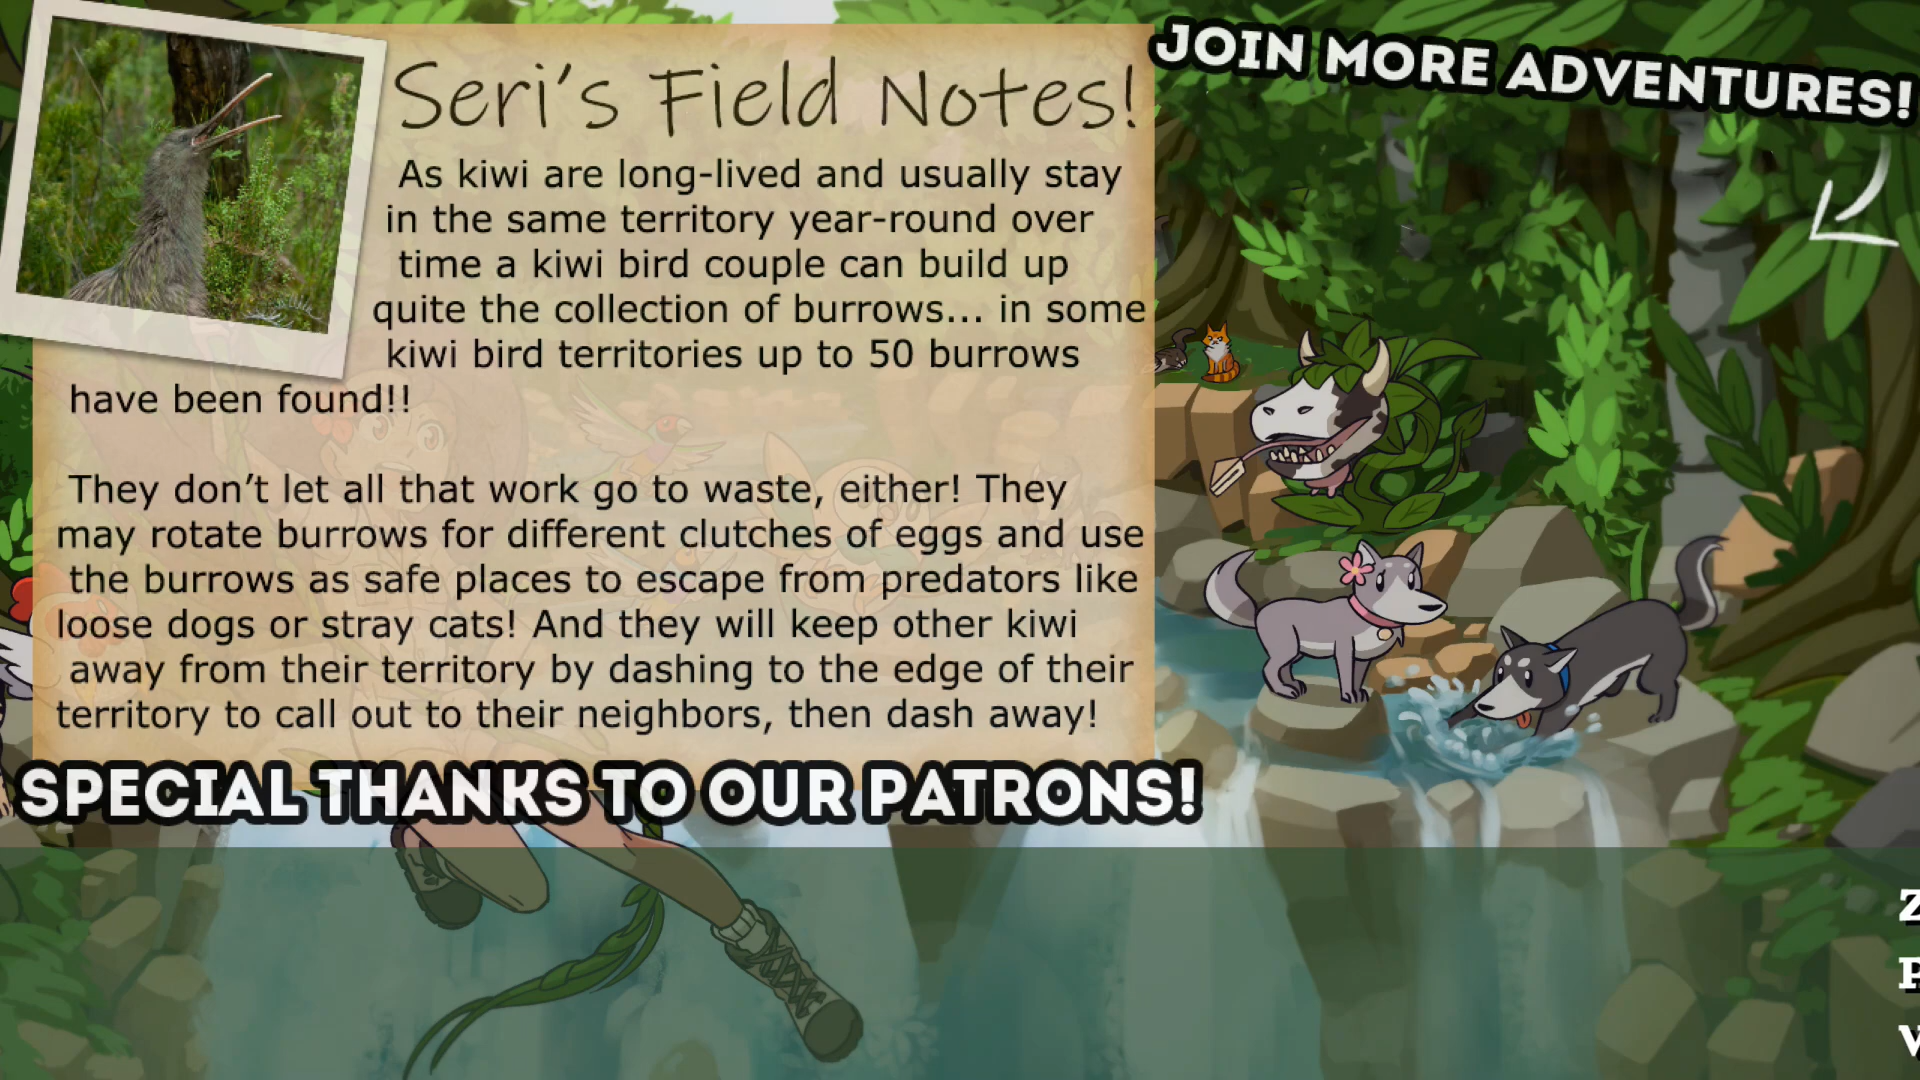 Seri's Field Notes!
As kiwi are long-lived and usually stay
in the same territory year-round over
time a kiwi bird couple can build up
quite the collection of burrows... in some
kiwi bird territories up to 50 burrows
have been found!!
They don't let all that work go to waste, either! They
may rotate burrows for different clutches of eggs and use
the burrows as safe places to escape from predators like
loose dogs or stray cats! And they will keep other kiwi
away from their territory by dashing to the edge of their
territory to call out to their neighbors, then dash away!
JOIN MORE ADVENTURES!
SPECIAL THANKS TO OUR PATRONS!